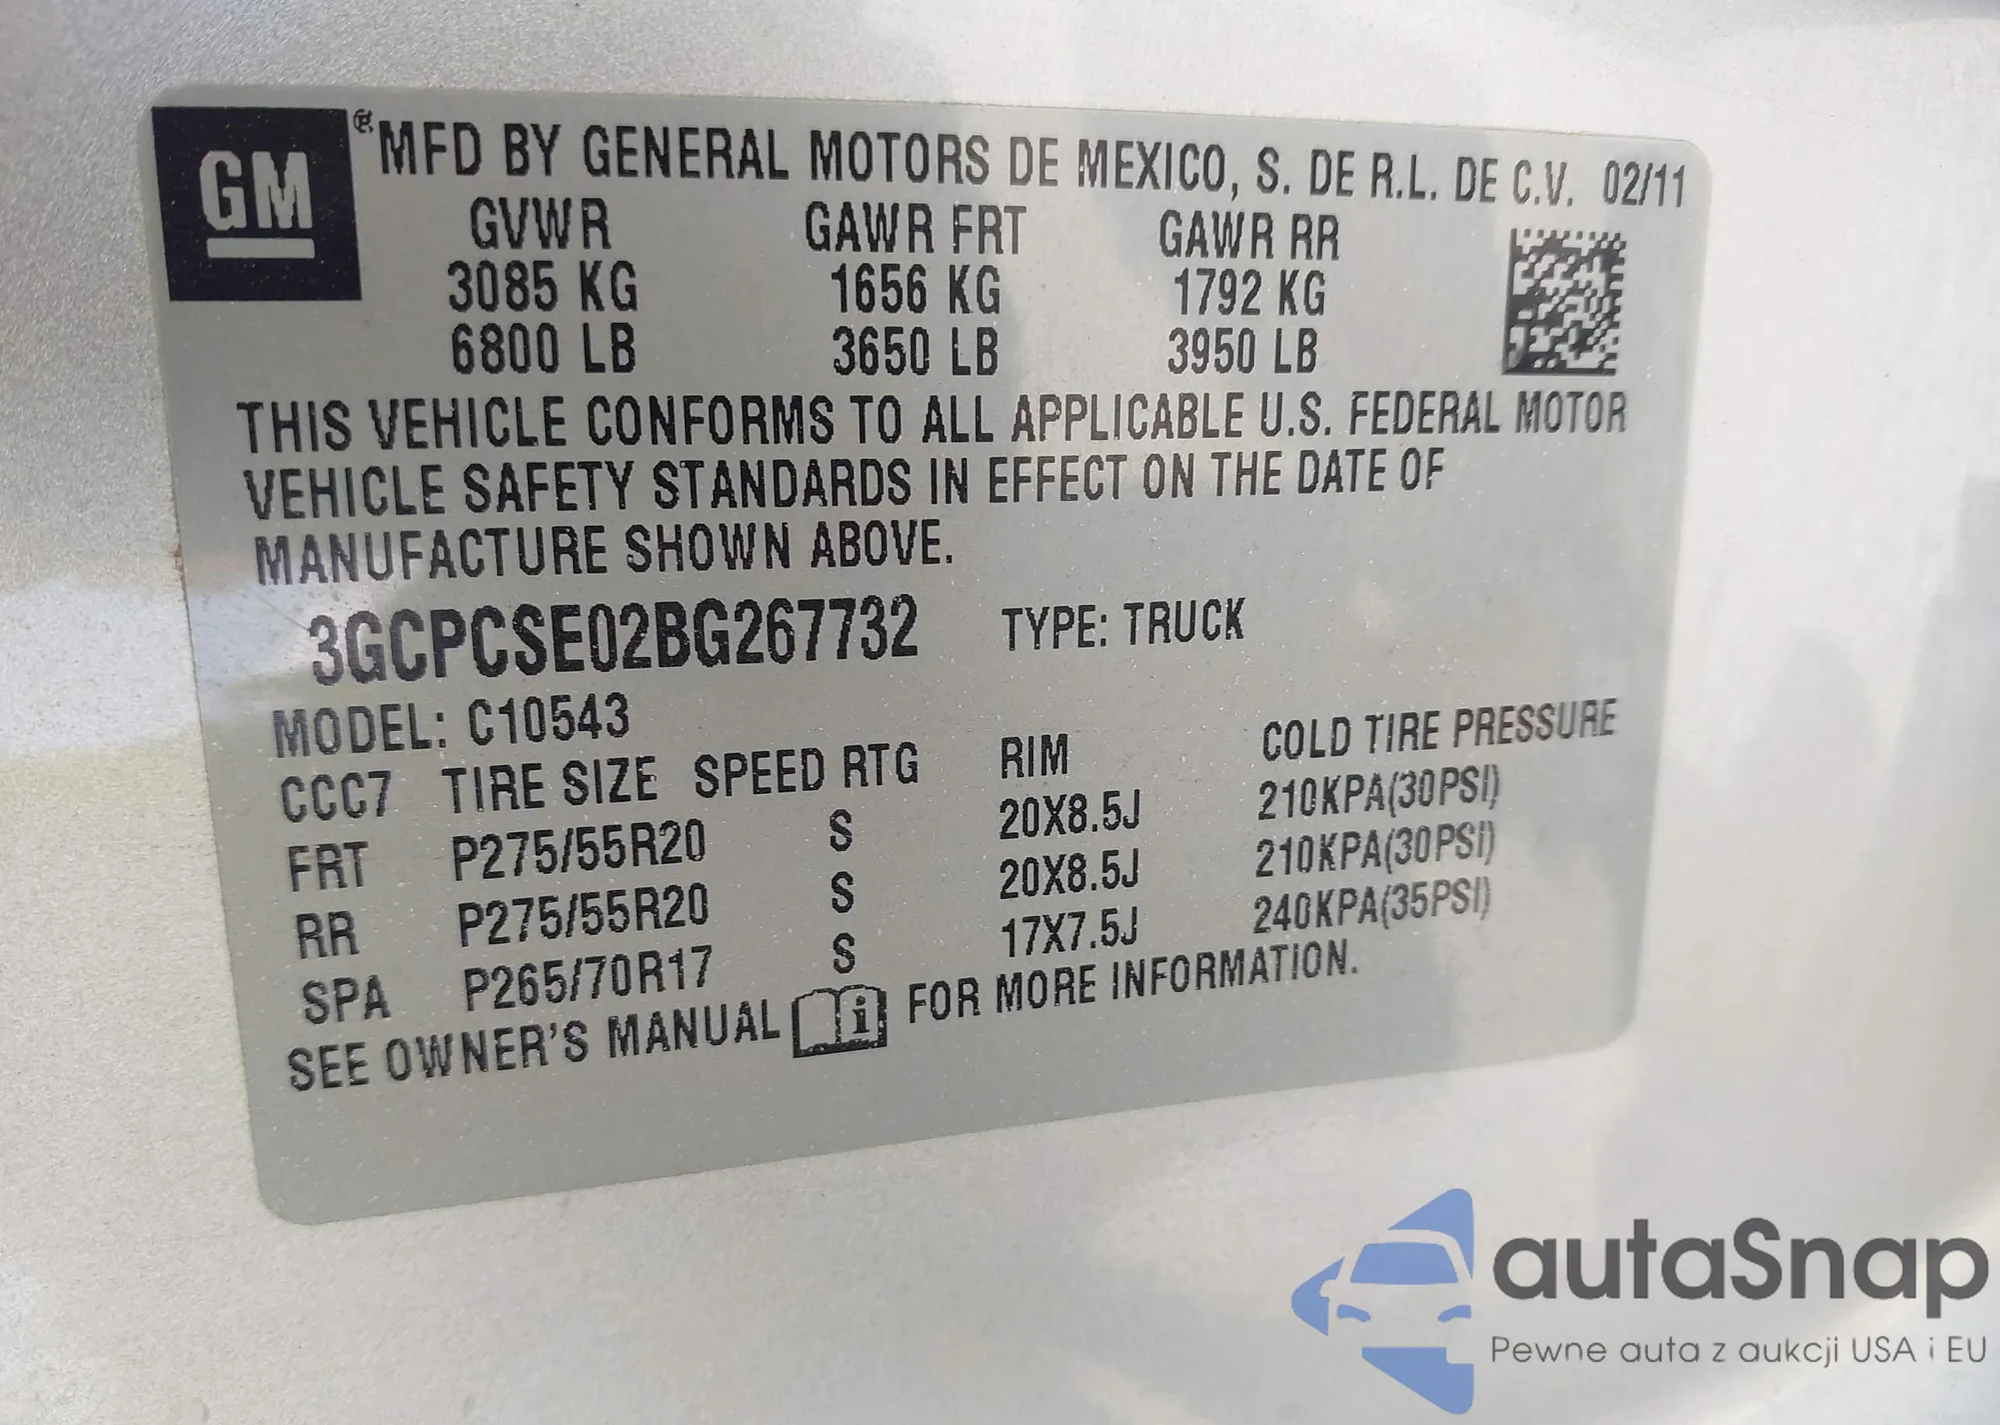 GM ® MFD BY GENERAL MOTORS DE MEXICO, S. DE R.L. DE C.V. 02/11
GVWR GAWR FRT GAWR RR
3085 KG 1656 KG 1792 KG
6800 LB 3650 LB 3950 LB
THIS VEHICLE CONFORMS TO ALL APPLICABLE U.S. FEDERAL MOTOR
VEHICLE SAFETY STANDARDS IN EFFECT ON THE DATE OF
MANUFACTURE SHOWN ABOVE.
3GCPCSE02BG267732 TYPE: TRUCK
MODEL: C10543
CCC7 TIRE SIZE SPEED RTG RIM COLD TIRE PRESSURE
FRT P275/55R20 S 20X8.5J 210KPA(30PSI)
RR P275/55R20 S 20X8.5J 210KPA(30PSI)
SPA P265/70R17 S 17X7.5J 240KPA(35PSI)
SEE OWNER'S MANUAL i FOR MORE INFORMATION.
autaSnap
Pewne auta z aukcji USA i EU